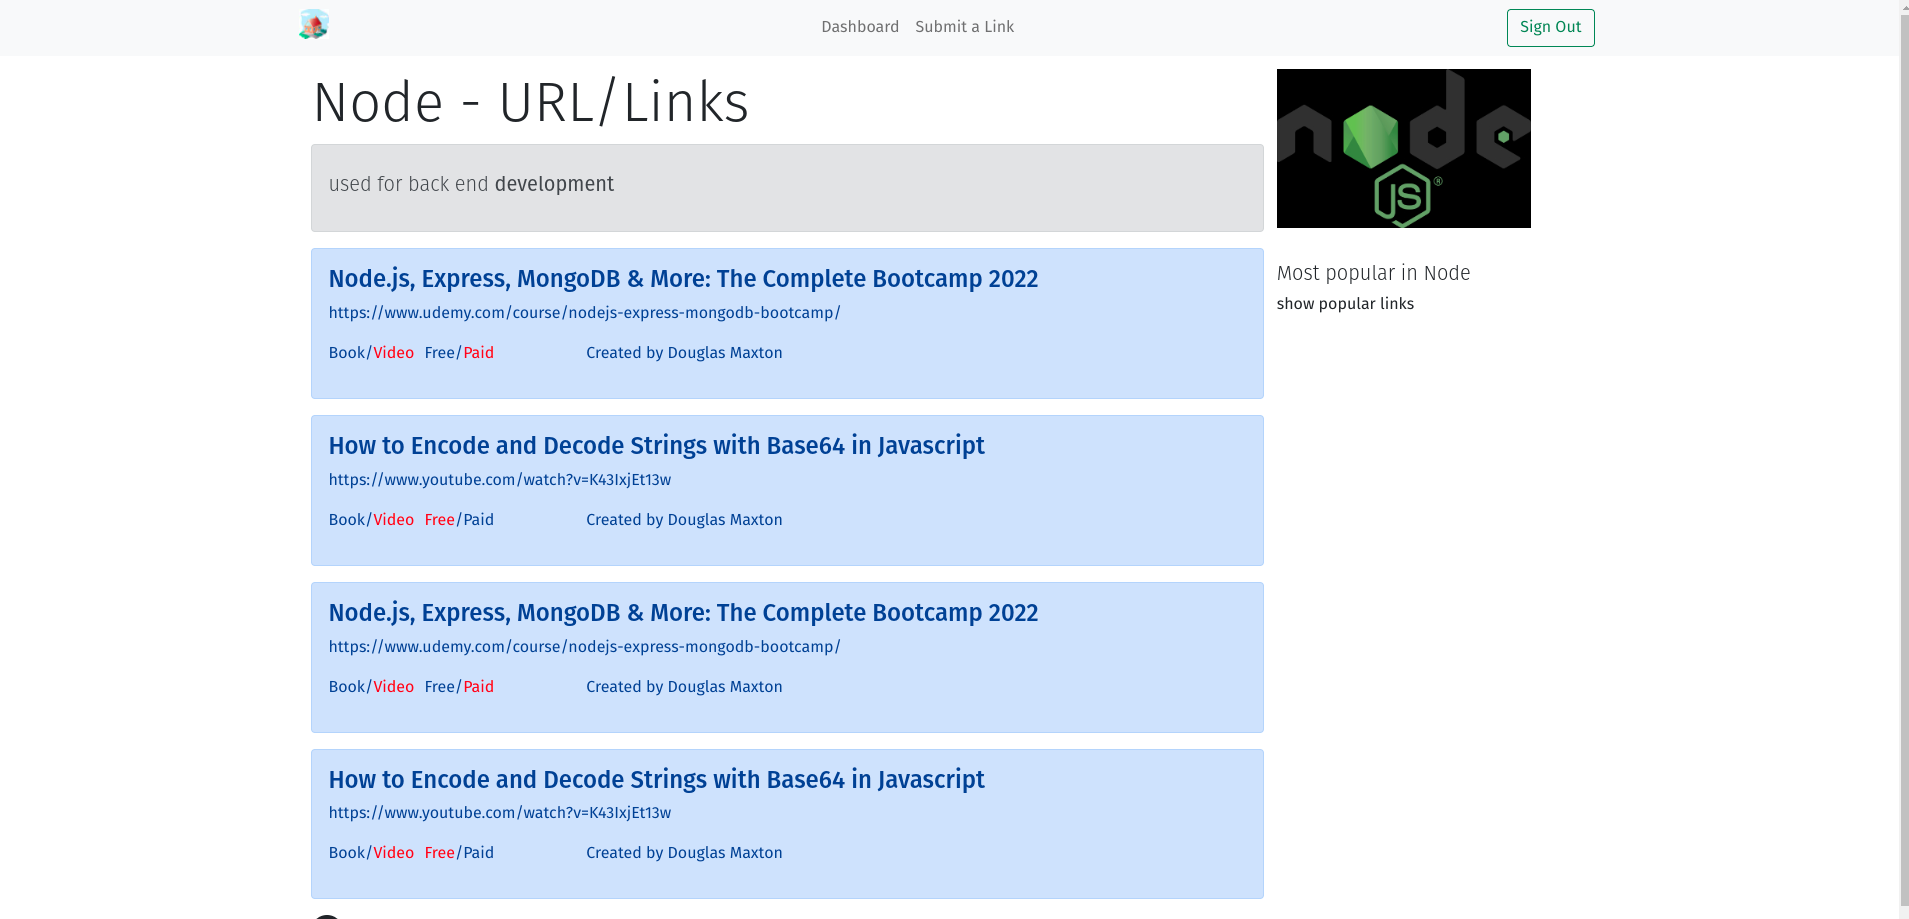 Dashboard Submit a Link Sign Out
Node - URL/Links
used for back end development
Node.js, Express, MongoDB & More: The Complete Bootcamp 2022
https://www.udemy.com/course/nodejs-express-mongodb-bootcamp/
Book/Video Free/Paid Created by Douglas Maxton
How to Encode and Decode Strings with Base64 in Javascript
https://www.youtube.com/watch?v=K43IxjEt13w
Book/Video Free/Paid Created by Douglas Maxton
Node.js, Express, MongoDB & More: The Complete Bootcamp 2022
https://www.udemy.com/course/nodejs-express-mongodb-bootcamp/
Book/Video Free/Paid Created by Douglas Maxton
How to Encode and Decode Strings with Base64 in Javascript
https://www.youtube.com/watch?v=K43IxjEt13w
Book/Video Free/Paid Created by Douglas Maxton
node
JS®
Most popular in Node
show popular links